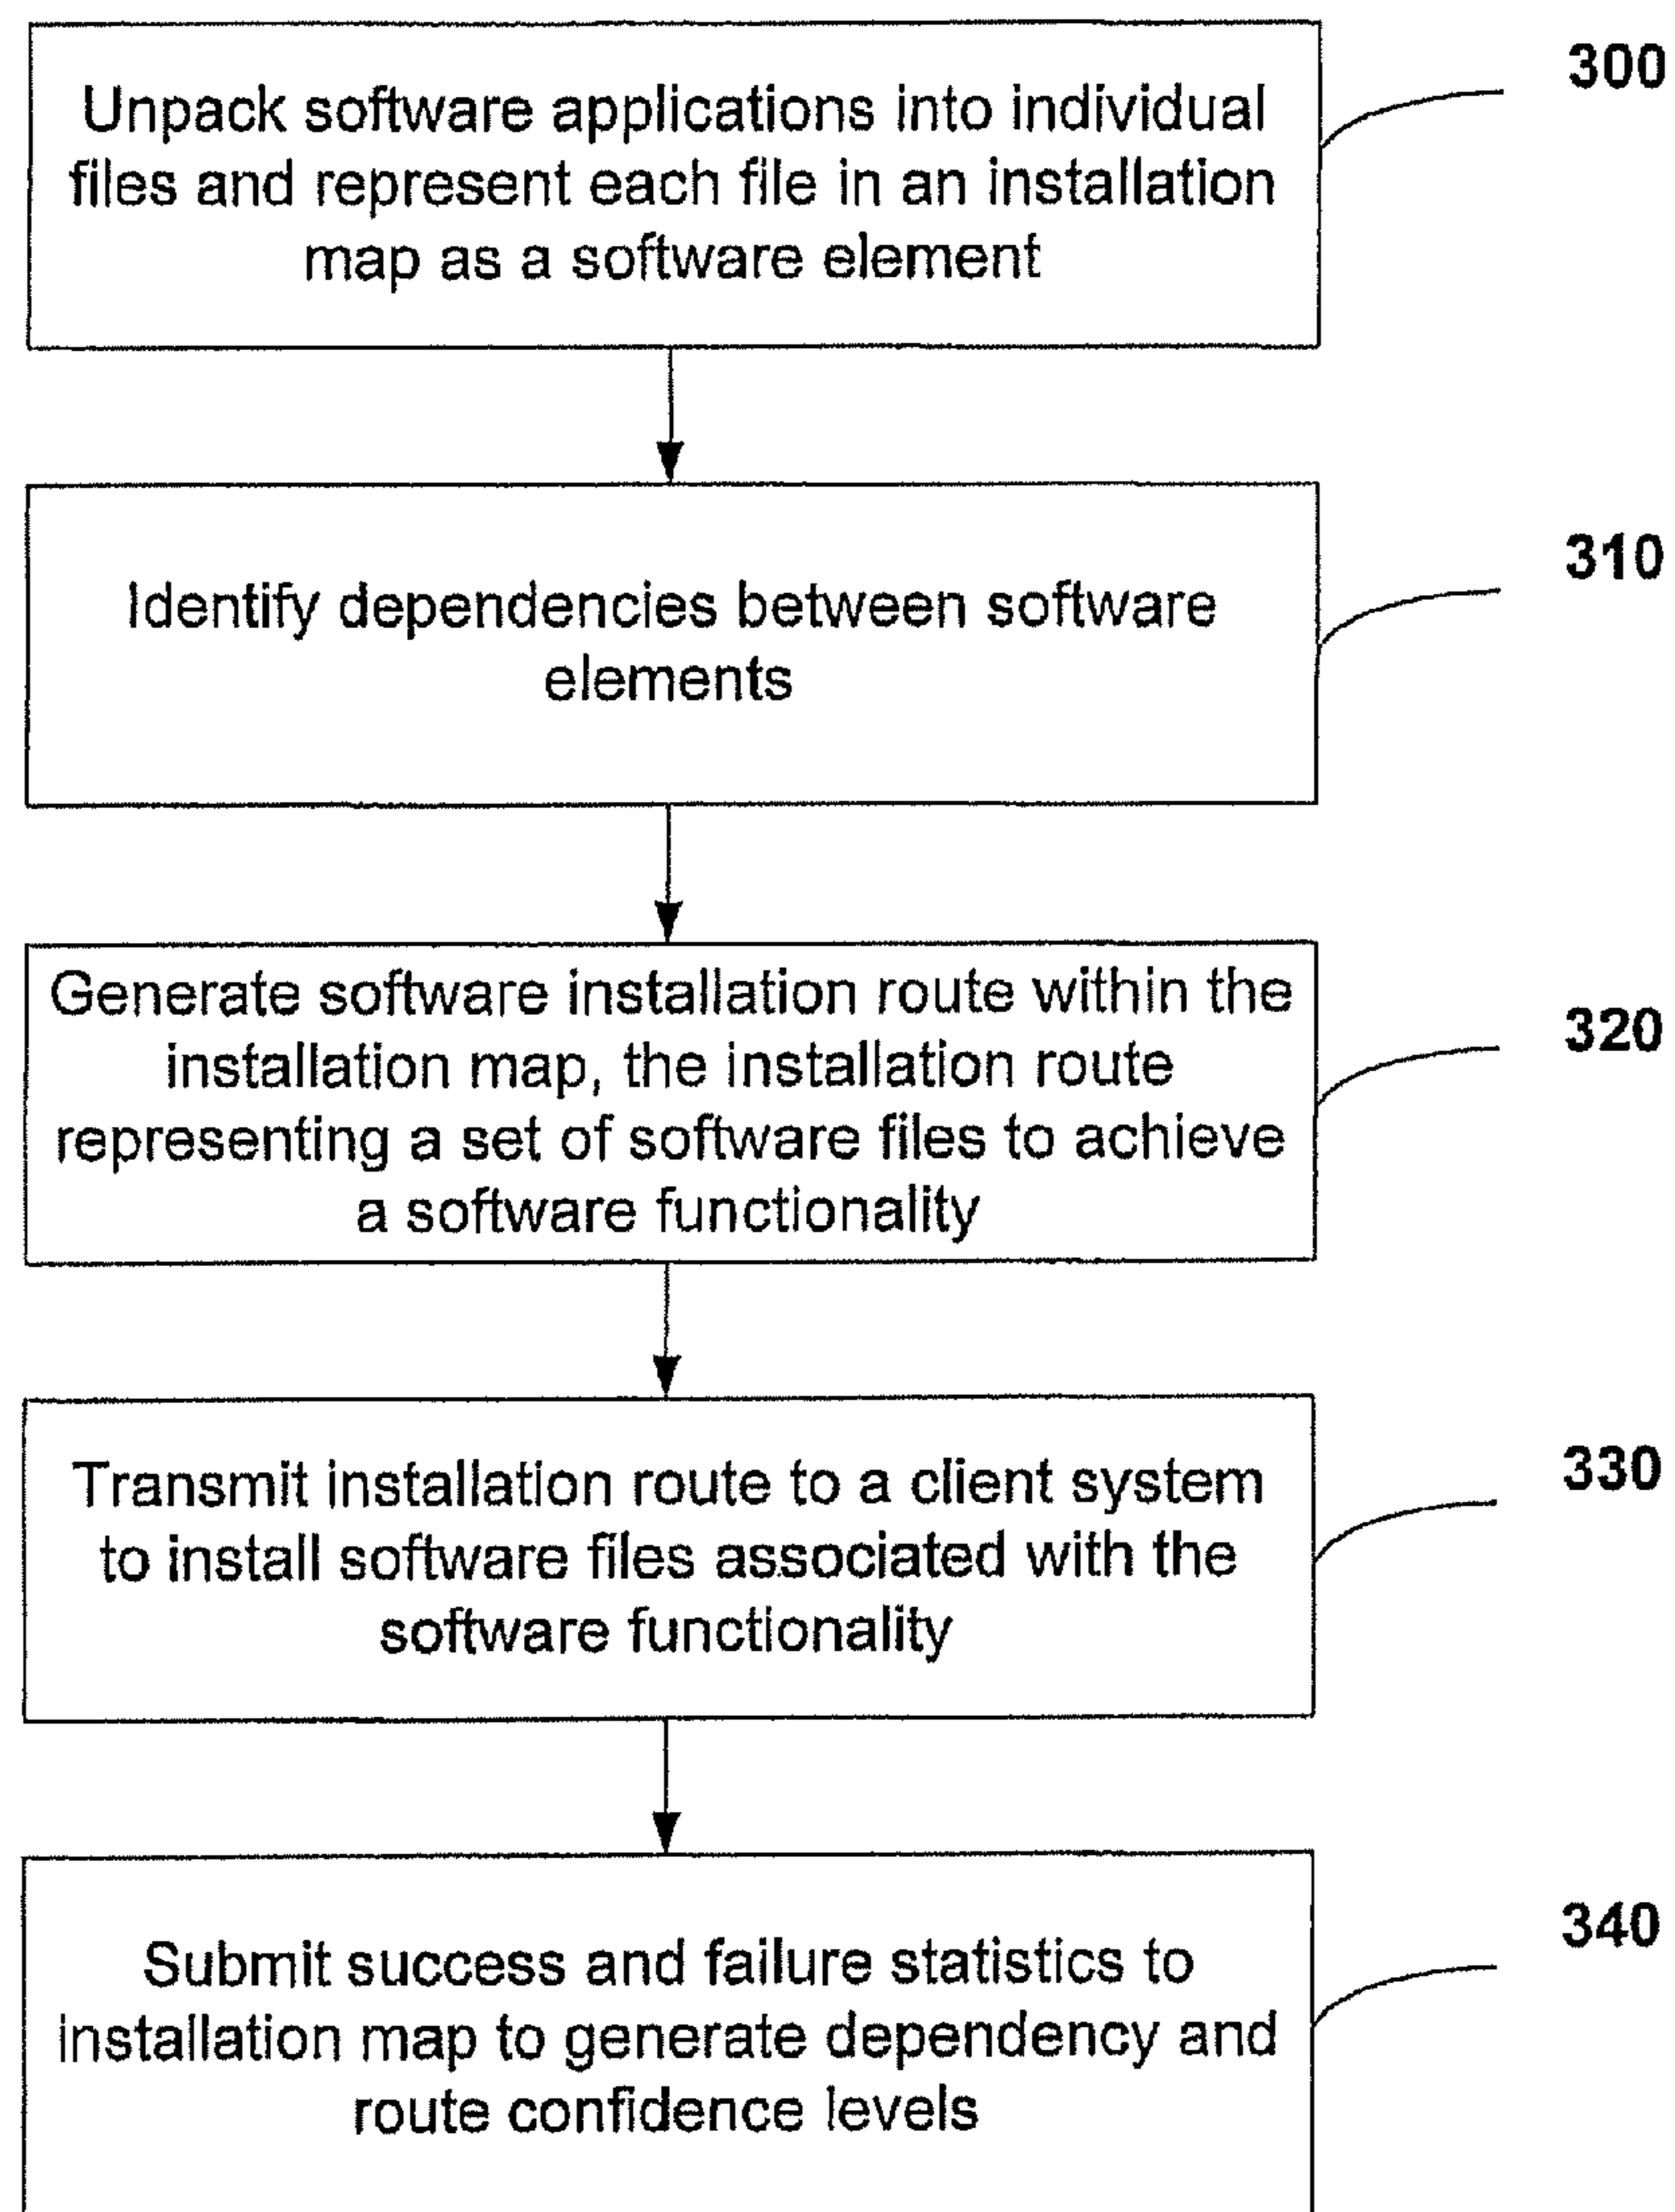 300
Unpack software applications into individual
files and represent each file in an installation
map as a software element
310
Identify dependencies between software
elements
320
Generate software installation route within the
installation map, the installation route
representing a set of software files to achieve
a software functionality
330
Transmit installation route to a client system
to install software files associated with the
software functionality
340
Submit success and failure statistics to
installation map to generate dependency and
route confidence levels